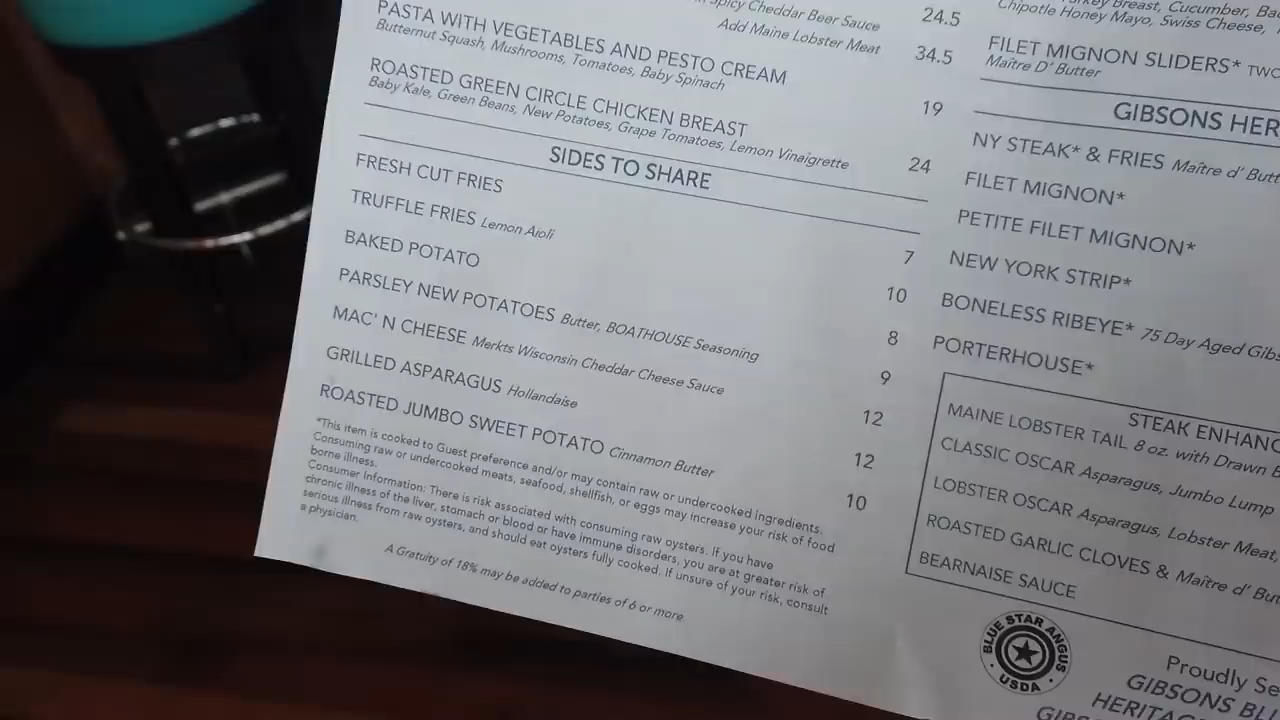 Spicy Cheddar Beer Sauce 24.5
Add Maine Lobster Meat 34.5
PASTA WITH VEGETABLES AND PESTO CREAM 19
Butternut Squash, Mushrooms, Tomatoes, Baby Spinach
ROASTED GREEN CIRCLE CHICKEN BREAST 24
Baby Kale, Green Beans, New Potatoes, Grape Tomatoes, Lemon Vinaigrette
SIDES TO SHARE
FRESH CUT FRIES 7
TRUFFLE FRIES Lemon Aioli 10
BAKED POTATO 8
PARSLEY NEW POTATOES Butter, BOATHOUSE Seasoning 9
MAC' N CHEESE Merkts Wisconsin Cheddar Cheese Sauce 12
GRILLED ASPARAGUS Hollandaise 12
ROASTED JUMBO SWEET POTATO Cinnamon Butter 10
*This item is cooked to Guest preference and/or may contain raw or undercooked ingredients.
Consuming raw or undercooked meats, seafood, shellfish, or eggs may increase your risk of food
borne illness.
Consumer Information: There is risk associated with consuming raw oysters. If you have
chronic illness of the liver, stomach or blood or have immune disorders, you are at greater risk of
serious illness from raw oysters, and should eat oysters fully cooked. If unsure of your risk, consult
a physician.
A Gratuity of 18% may be added to parties of 6 or more
Breast, Cucumber,
Chipotle Honey Mayo, Swiss Cheese,
FILET MIGNON SLIDERS* TWO
Maître D' Butter
GIBSONS HER
NY STEAK* & FRIES Maître d' Butt
FILET MIGNON*
PETITE FILET MIGNON*
NEW YORK STRIP*
BONELESS RIBEYE* 75 Day Aged Gibs
PORTERHOUSE*
STEAK ENHANC
MAINE LOBSTER TAIL 8 oz. with Drawn B
CLASSIC OSCAR Asparagus, Jumbo Lump
LOBSTER OSCAR Asparagus, Lobster Meat,
ROASTED GARLIC CLOVES & Maître d' But
BEARNAISE SAUCE
BLUE STAR ANGUS
USDA
Proudly Se
GIBSONS BL
HERITA